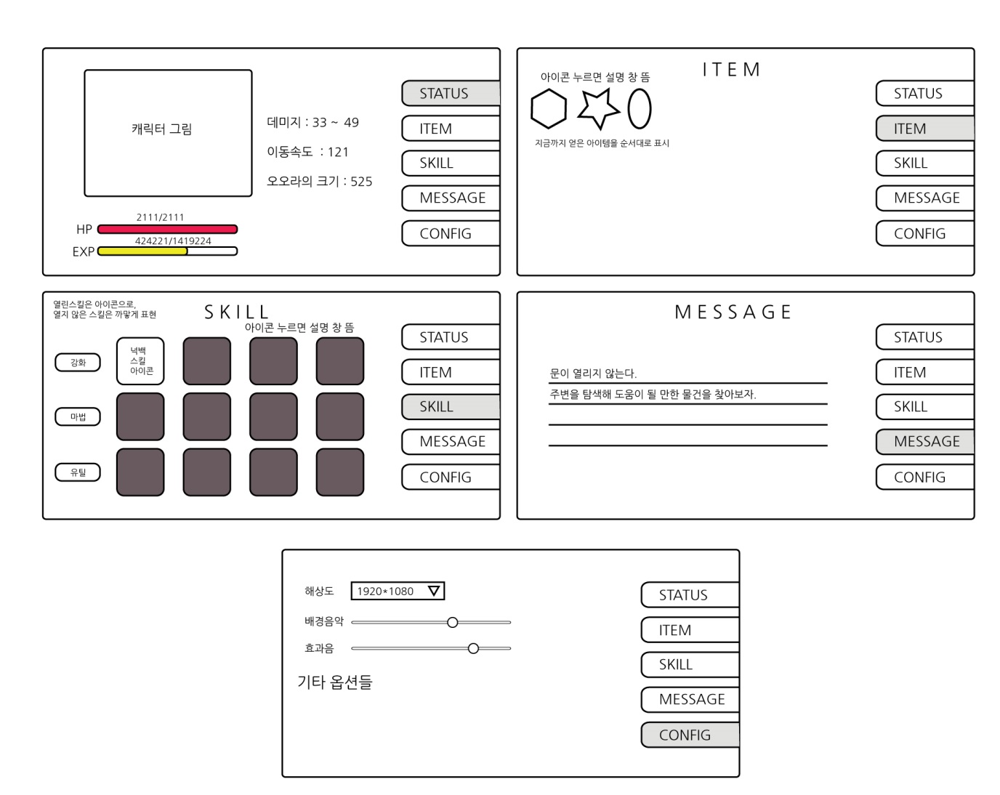 캐릭터 그림
데미지 : 33 ~ 49
이동속도 : 121
오오라의 크기 : 525
2111/2111
HP
424221/1419224
EXP
STATUS
ITEM
SKILL
MESSAGE
CONFIG
ITEM
아이콘 누르면 설명 창 뜸
지금까지 얻은 아이템을 순서대로 표시
STATUS
ITEM
SKILL
MESSAGE
CONFIG
열린스킬은 아이콘으로,
열지 않은 스킬은 까맣게 표현
SKILL
아이콘 누르면 설명 창 뜸
강화
넉백
스킬
아이콘
마법
유틸
STATUS
ITEM
SKILL
MESSAGE
CONFIG
MESSAGE
문이 열리지 않는다.
주변을 탐색해 도움이 될 만한 물건을 찾아보자.
STATUS
ITEM
SKILL
MESSAGE
CONFIG
해상도 1920*1080
배경음악
효과음
기타 옵션들
STATUS
ITEM
SKILL
MESSAGE
CONFIG